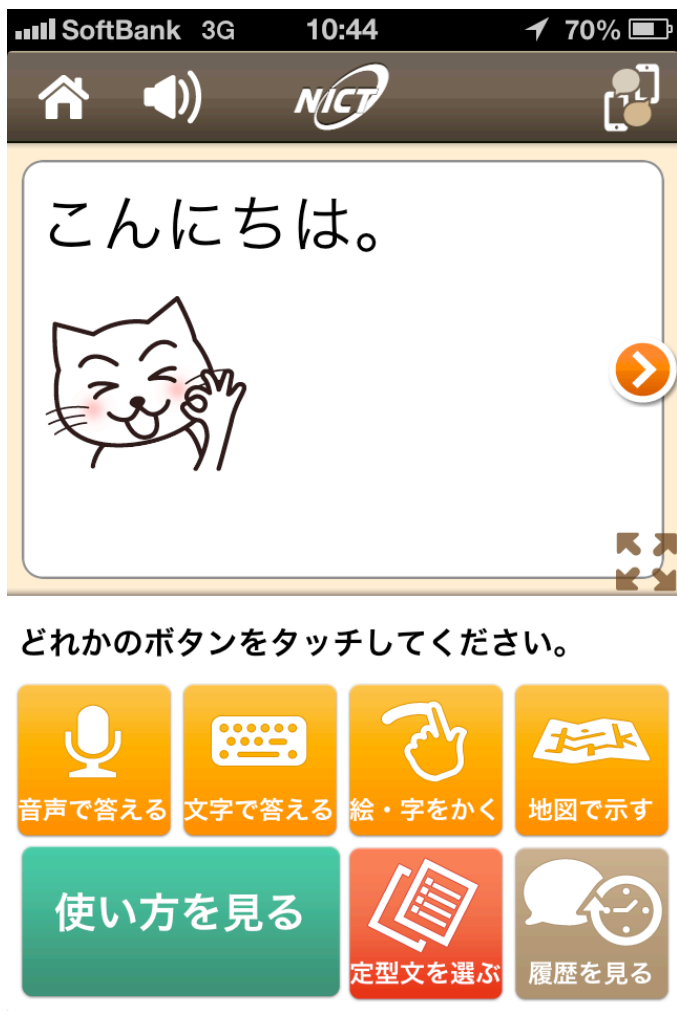 SoftBank 3G 10:44 70%
NICT
こんにちは。
どれかのボタンをタッチしてください。
音声で答える 文字で答える 絵・字をかく 地図で示す
使い方を見る 定型文を選ぶ 履歴を見る